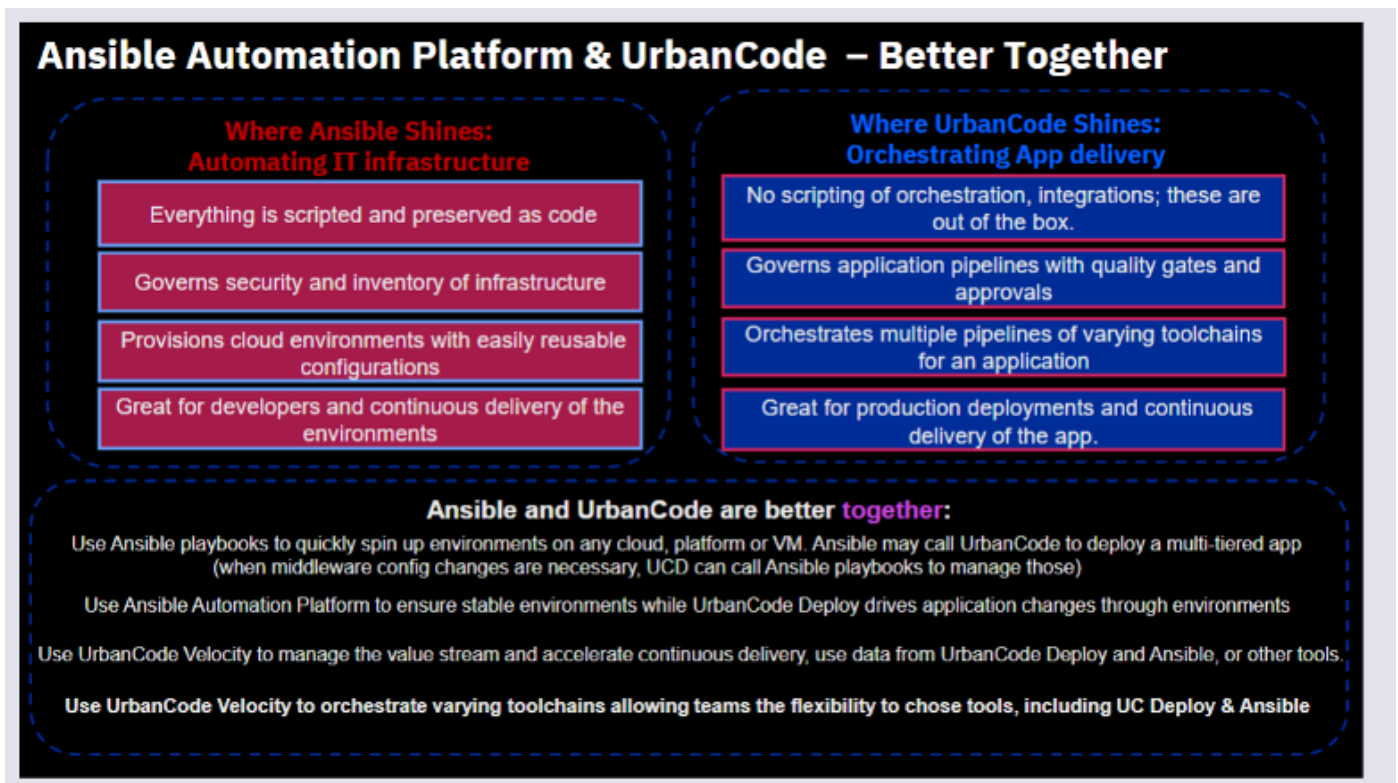 Ansible Automation Platform & UrbanCode – Better Together
Where Ansible Shines:
Automating IT infrastructure
Everything is scripted and preserved as code
Governs security and inventory of infrastructure
Provisions cloud environments with easily reusable
configurations
Great for developers and continuous delivery of the
environments
Where UrbanCode Shines:
Orchestrating App delivery
No scripting of orchestration, integrations; these are
out of the box.
Governs application pipelines with quality gates and
approvals
Orchestrates multiple pipelines of varying toolchains
for an application
Great for production deployments and continuous
delivery of the app.
Ansible and UrbanCode are better together:
Use Ansible playbooks to quickly spin up environments on any cloud, platform or VM. Ansible may call UrbanCode to deploy a multi-tiered app
(when middleware config changes are necessary, UCD can call Ansible playbooks to manage those)
Use Ansible Automation Platform to ensure stable environments while UrbanCode Deploy drives application changes through environments
Use UrbanCode Velocity to manage the value stream and accelerate continuous delivery, use data from UrbanCode Deploy and Ansible, or other tools.
Use UrbanCode Velocity to orchestrate varying toolchains allowing teams the flexibility to chose tools, including UC Deploy & Ansible